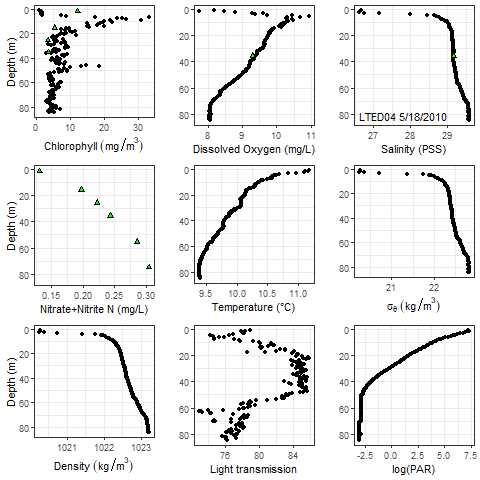 Depth (m)
0
20
40
60
80
0 10 20 30
Chlorophyll (mg/m³)
0
20
40
60
80
8 9 10 11
Dissolved Oxygen (mg/L)
0
20
40
60
80
LTED04 5/18/2010
27 28 29
Salinity (PSS)
Depth (m)
0
20
40
60
80
0.15 0.20 0.25 0.30
Nitrate+Nitrite N (mg/L)
0
20
40
60
80
9.5 10.0 10.5 11.0
Temperature (°C)
0
20
40
60
80
21 22
σθ (kg/m³)
Depth (m)
0
20
40
60
80
1021 1022 1023
Density (kg/m³)
0
20
40
60
80
76 80 84
Light transmission
0
20
40
60
80
-2.5 0.0 2.5 5.0 7.5
log(PAR)